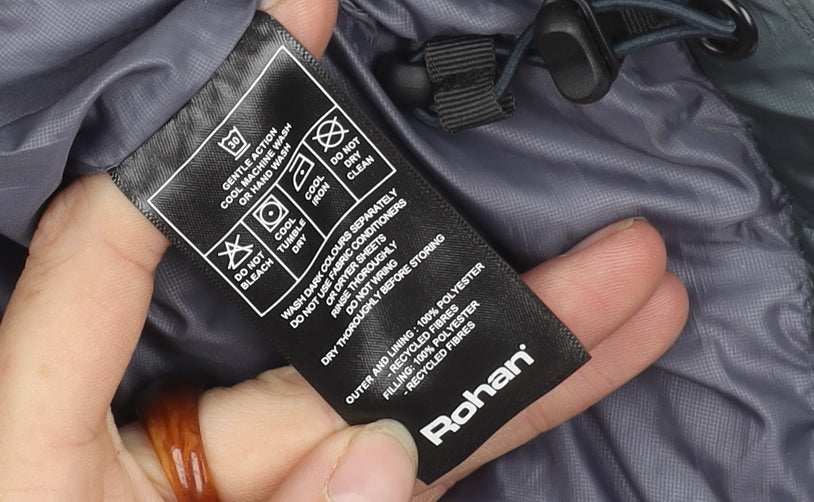 30
GENTLE ACTION
COOL MACHINE WASH
OR HAND WASH
DO NOT
BLEACH
COOL
TUMBLE
DRY
COOL
IRON
DO NOT
DRY
CLEAN
WASH DARK COLOURS SEPARATELY
DO NOT USE FABRIC CONDITIONERS
OR DRYER SHEETS
RINSE THOROUGHLY
DO NOT WRING
DRY THOROUGHLY BEFORE STORING
OUTER AND LINING : 100% POLYESTER
- RECYCLED FIBRES
FILLING: 100% POLYESTER
- RECYCLED FIBRES
Rohan